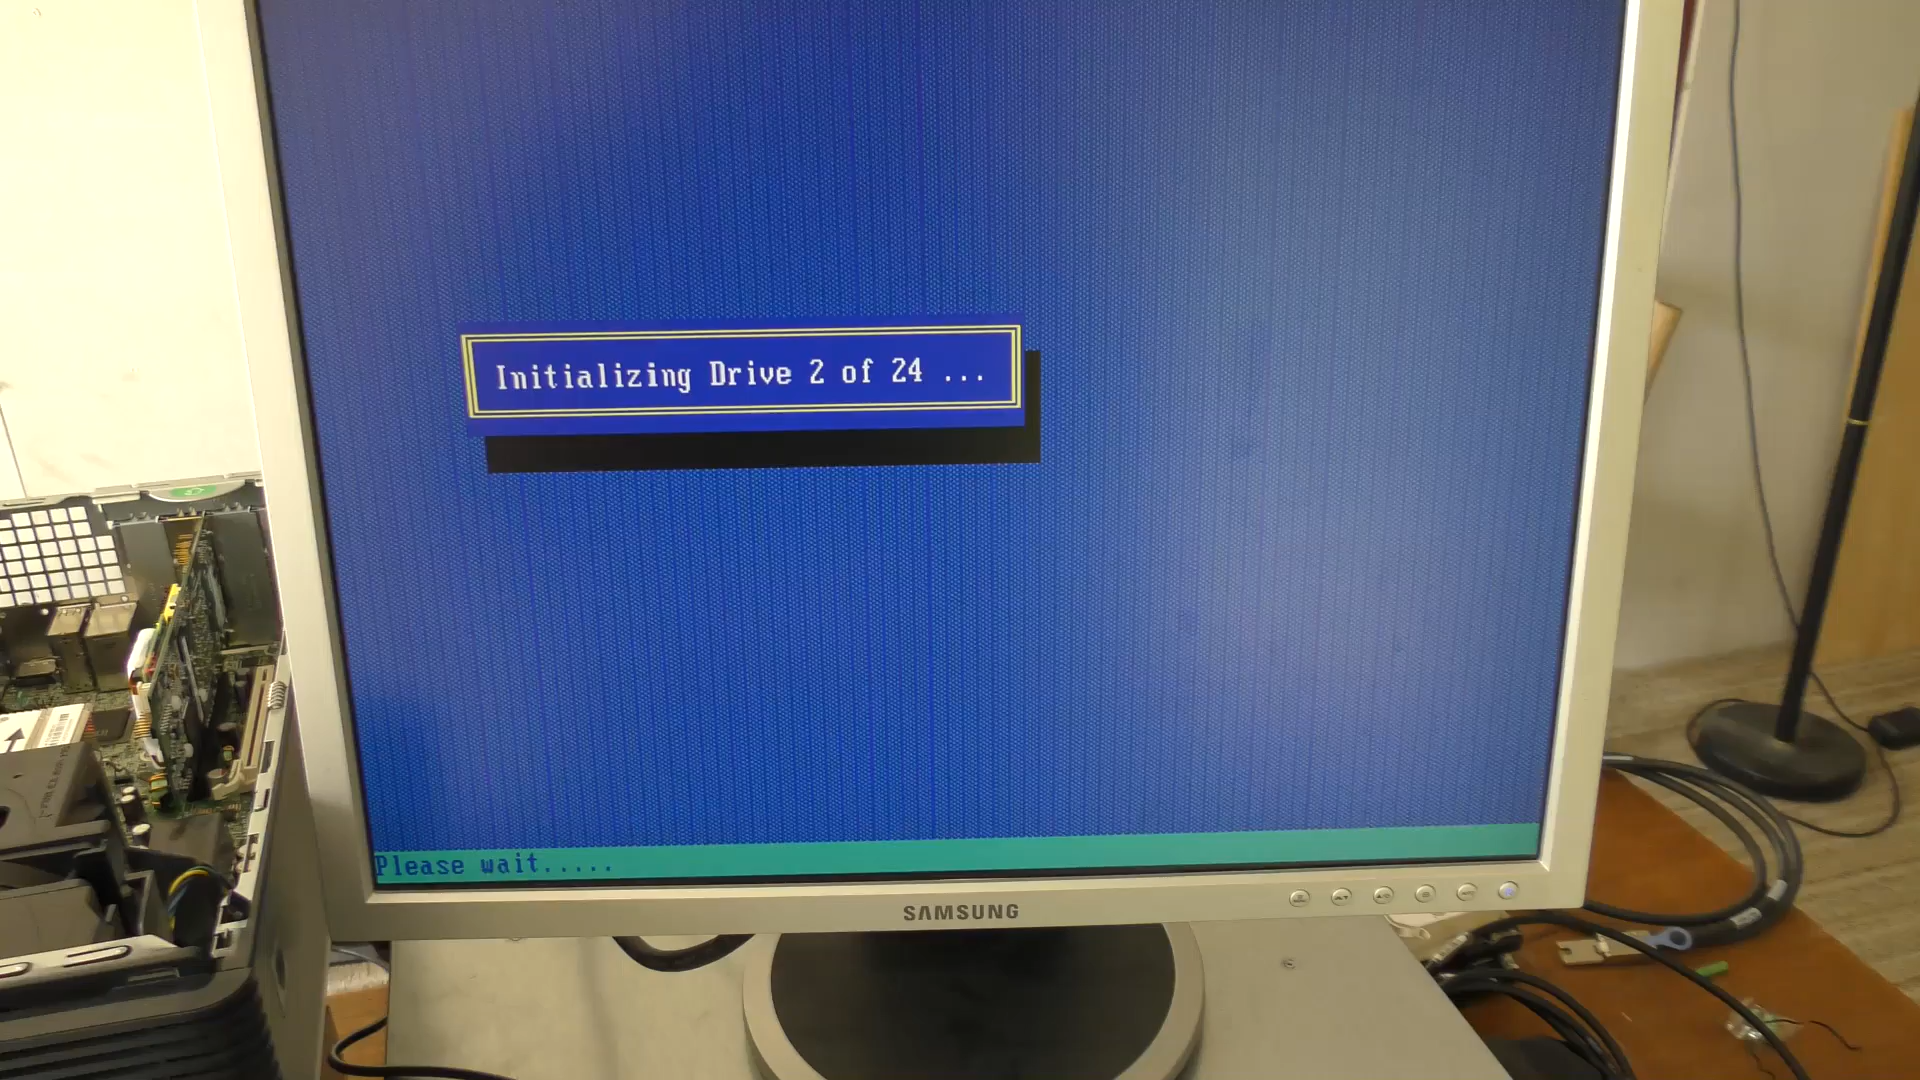 Initializing Drive 2 of 24 ...
Please wait.....
SAMSUNG